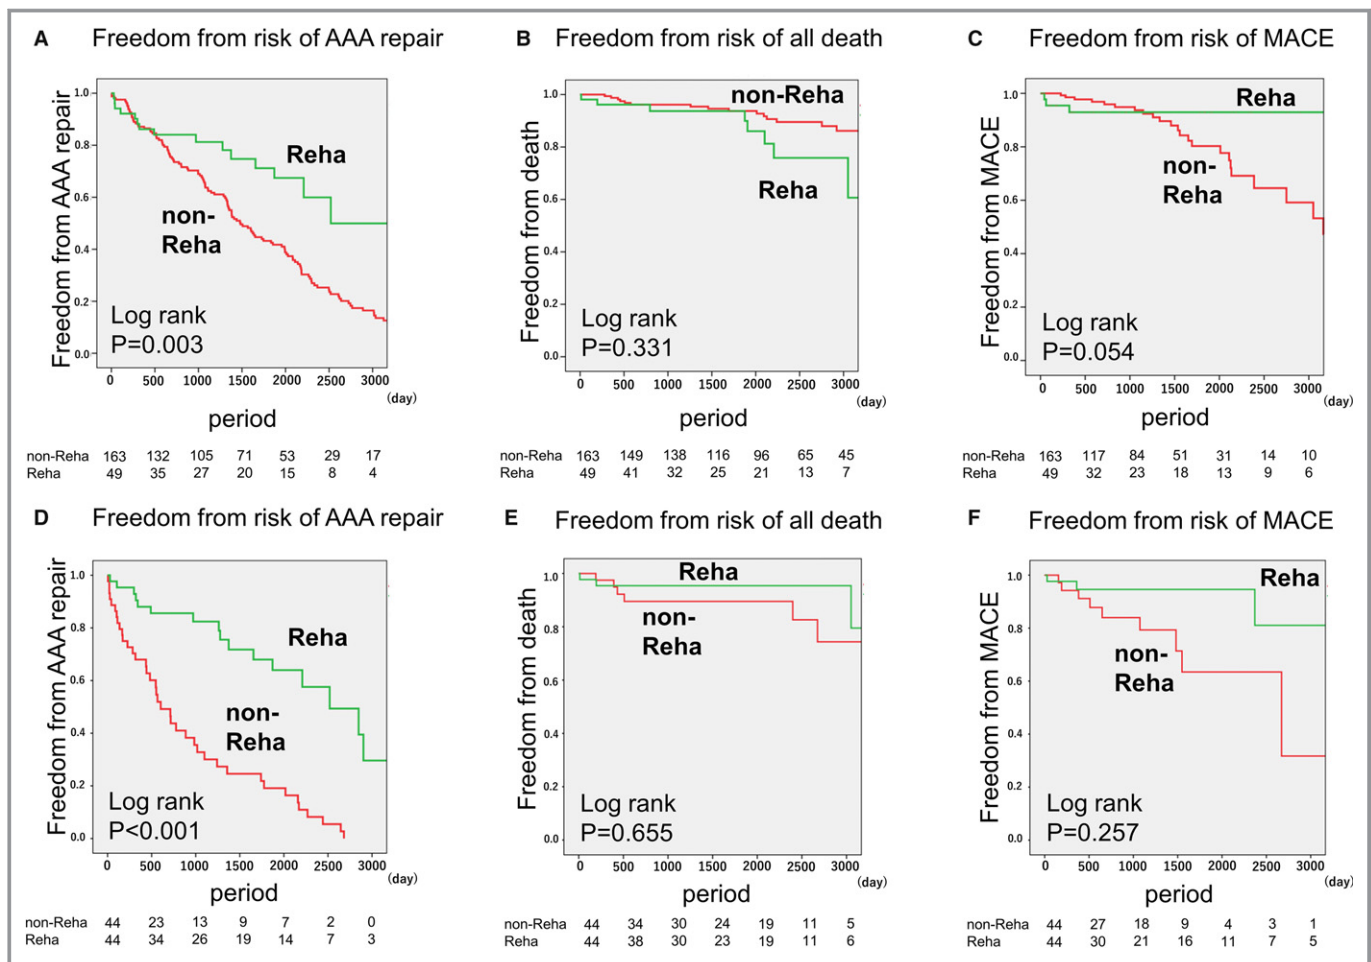 A Freedom from risk of AAA repair
Freedom from AAA repair
1.0
0.8
0.6
0.4
0.2
0.0
Reha
non-
Reha
Log rank
P=0.003
0 500 1000 1500 2000 2500 3000
(day)
period
non-Reha 163 132 105 71 53 29 17
Reha 49 35 27 20 15 8 4
B Freedom from risk of all death
Freedom from death
1.0
0.8
0.6
0.4
0.2
0.0
non-Reha
Reha
Log rank
P=0.331
0 500 1000 1500 2000 2500 3000
(day)
period
non-Reha 163 149 138 116 96 65 45
Reha 49 41 32 25 21 13 7
C Freedom from risk of MACE
Freedom from MACE
1.0
0.8
0.6
0.4
0.2
0.0
Reha
non-
Reha
Log rank
P=0.054
0 500 1000 1500 2000 2500 3000
(day)
period
non-Reha 163 117 84 51 31 14 10
Reha 49 32 23 18 13 9 6
D Freedom from risk of AAA repair
Freedom from AAA repair
1.0
0.8
0.6
0.4
0.2
0.0
Reha
non-
Reha
Log rank
P<0.001
0 500 1000 1500 2000 2500 3000
(day)
period
non-Reha 44 23 13 9 7 2 0
Reha 44 34 26 19 14 7 3
E Freedom from risk of all death
Freedom from death
1.0
0.8
0.6
0.4
0.2
0.0
Reha
non-
Reha
Log rank
P=0.655
0 500 1000 1500 2000 2500 3000
(day)
period
non-Reha 44 34 30 24 19 11 5
Reha 44 38 30 23 19 11 6
F Freedom from risk of MACE
Freedom from MACE
1.0
0.8
0.6
0.4
0.2
0.0
Reha
non-
Reha
Log rank
P=0.257
0 500 1000 1500 2000 2500 3000
(day)
period
non-Reha 44 27 18 9 4 3 1
Reha 44 30 21 16 11 7 5